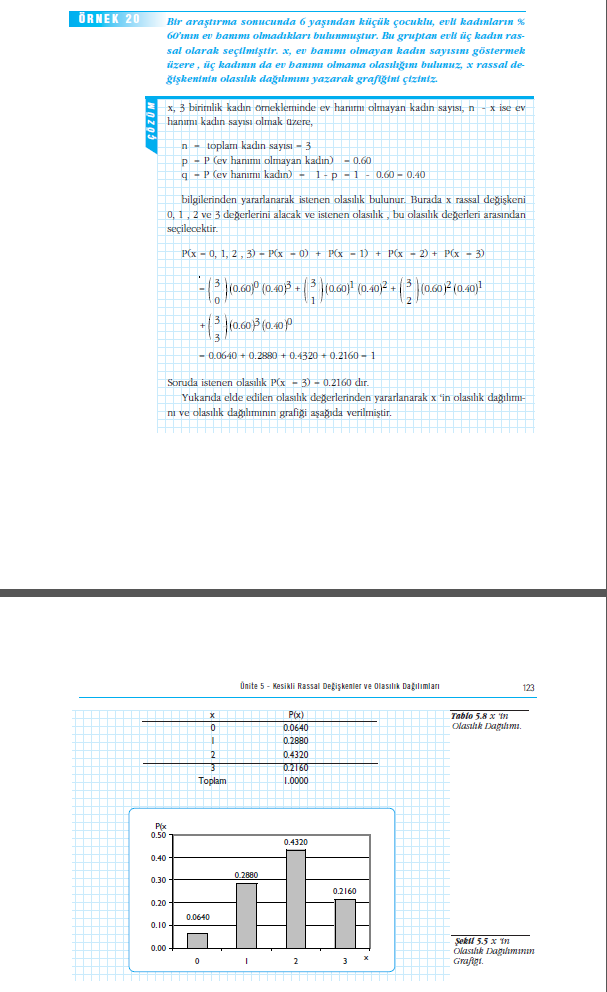 ÖRNEK 20
Bir araştırma sonucunda 6 yaşından küçük çocuklu, evli kadınların %
60'ının ev hanımı olmadıkları bulunmuştur. Bu gruptan evli üç kadın ras-
sal olarak seçilmiştir. x, ev hanımı olmayan kadın sayısını göstermek
üzere , üç kadının da ev hanımı olmama olasılığını bulunuz, x rassal de-
ğişkeninin olasılık dağılımını yazarak grafiğini çiziniz.
ÇÖZÜM
x, 3 birimlik kadın örnekleminde ev hanımı olmayan kadın sayısı, n - x ise ev
hanımı kadın sayısı olmak üzere,
n = toplam kadın sayısı = 3
p = P (ev hanımı olmayan kadın) = 0.60
q = P (ev hanımı kadın) = 1 - p = 1 - 0.60 = 0.40
bilgilerinden yararlanarak istenen olasılık bulunur. Burada x rassal değişkeni
0, 1 , 2 ve 3 değerlerini alacak ve istenen olasılık , bu olasılık değerleri arasından
seçilecektir.
P(x = 0, 1, 2 , 3) = P(x = 0) + P(x = 1) + P(x = 2) + P(x = 3)
= (3 0) (0.60)⁰ (0.40)³ + (3 1) (0.60)¹ (0.40)² + (3 2) (0.60)² (0.40)¹
+ (3 3) (0.60)³ (0.40)⁰
= 0.0640 + 0.2880 + 0.4320 + 0.2160 = 1
Soruda istenen olasılık P(x = 3) = 0.2160 dır.
Yukarıda elde edilen olasılık değerlerinden yararlanarak x 'in olasılık dağılımı-
nı ve olasılık dağılımının grafiği aşağıda verilmiştir.
Ünite 5 - Kesikli Rassal Değişkenler ve Olasılık Dağılımları 123
x P(x)
0 0.0640
1 0.2880
2 0.4320
3 0.2160
Toplam 1.0000
Tablo 5.8 x 'in
Olasılık Dağılımı.
P(x
0.50
0.40
0.30
0.20
0.10
0.00
0.0640
0.2880
0.4320
0.2160
0 1 2 3 x
Şekil 5.5 x 'in
Olasılık Dağılımının
Grafiği.